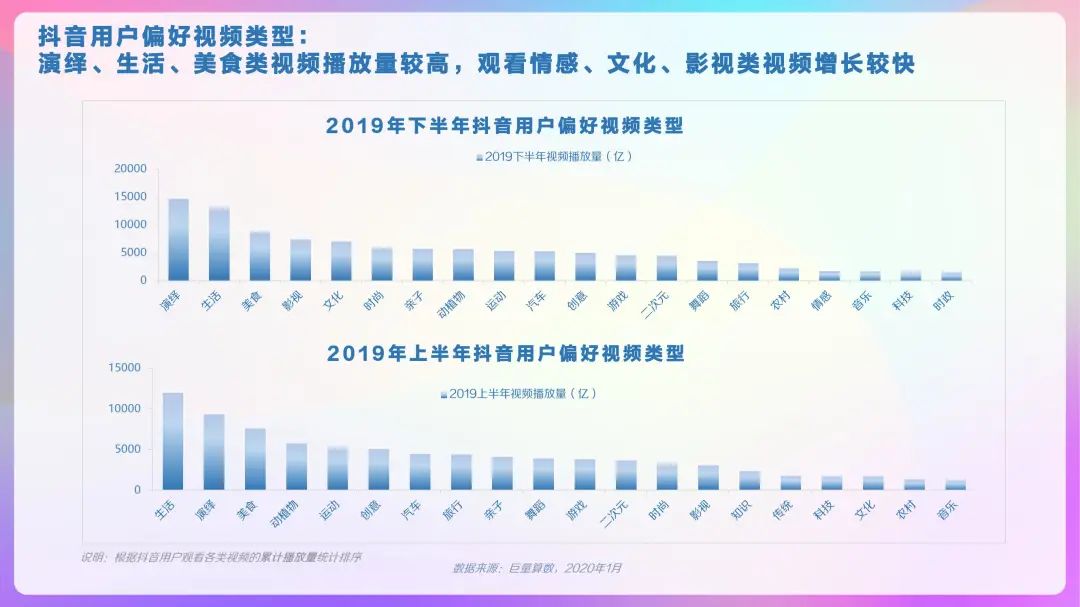 抖音用户偏好视频类型：
演绎、生活、美食类视频播放量较高，观看情感、文化、影视类视频增长较快
2019年下半年抖音用户偏好视频类型
2019下半年视频播放量（亿）
20000
15000
10000
5000
0
演绎 生活 美食 影视 文化 时尚 亲子 动植物 运动 汽车 创意 游戏 二次元 舞蹈 旅行 农村 情感 音乐 科技 时政
2019年上半年抖音用户偏好视频类型
2019上半年视频播放量（亿）
15000
10000
5000
0
生活 演绎 美食 动植物 运动 创意 汽车 旅行 亲子 舞蹈 游戏 二次元 时尚 影视 知识 传统 科技 文化 农村 音乐
说明：根据抖音用户观看各类视频的累计播放量统计排序
数据来源：巨量算数，2020年1月